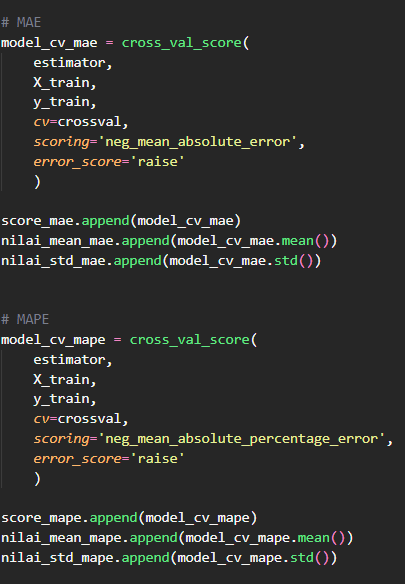 # MAE
model_cv_mae = cross_val_score(
    estimator,
    X_train,
    y_train,
    cv=crossval,
    scoring='neg_mean_absolute_error',
    error_score='raise'
    )

score_mae.append(model_cv_mae)
nilai_mean_mae.append(model_cv_mae.mean())
nilai_std_mae.append(model_cv_mae.std())


# MAPE
model_cv_mape = cross_val_score(
    estimator,
    X_train,
    y_train,
    cv=crossval,
    scoring='neg_mean_absolute_percentage_error',
    error_score='raise'
    )

score_mape.append(model_cv_mape)
nilai_mean_mape.append(model_cv_mape.mean())
nilai_std_mape.append(model_cv_mape.std())